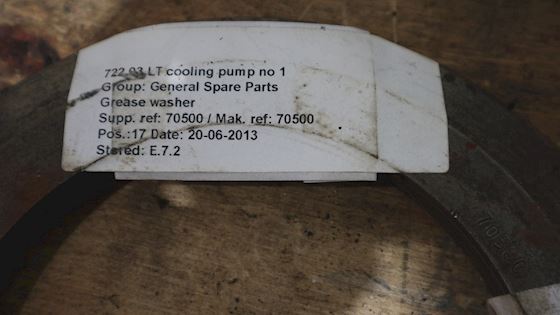 722.03 LT cooling pump no 1
Group: General Spare Parts
Grease washer
Supp. ref: 70500 / Mak. ref: 70500
Pos.:17 Date: 20-06-2013
Stored: E.7.2